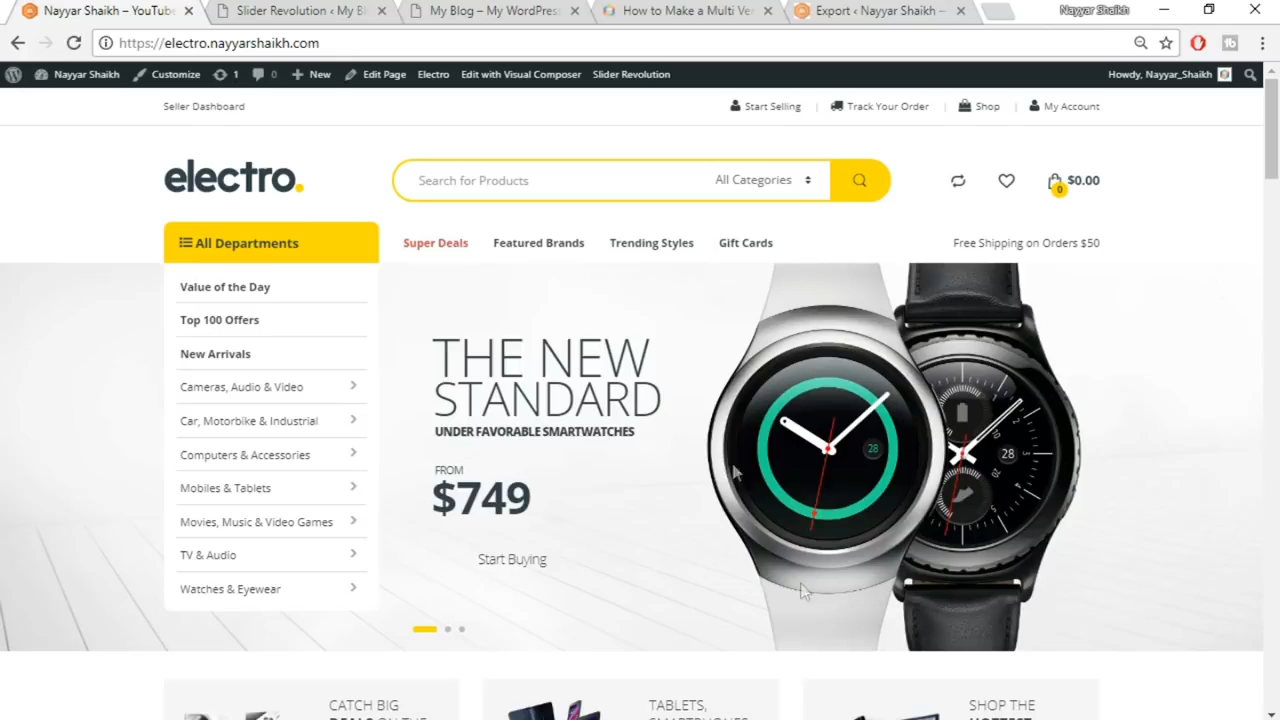 Nayyar Shaikh – YouTube
Slider Revolution ‹ My Bl
My Blog – My WordPres
How to Make a Multi Ve
Export ‹ Nayyar Shaikh —
Nayyar Shaikh
https://electro.nayyarshaikh.com
Nayyar Shaikh
Customize
1
0
New
Edit Page
Electro
Edit with Visual Composer
Slider Revolution
Howdy, Nayyar_Shaikh
Seller Dashboard
Start Selling
Track Your Order
Shop
My Account
electro.
Search for Products
All Categories
0
$0.00
All Departments
Super Deals
Featured Brands
Trending Styles
Gift Cards
Free Shipping on Orders $50
Value of the Day
Top 100 Offers
New Arrivals
Cameras, Audio & Video
Car, Motorbike & Industrial
Computers & Accessories
Mobiles & Tablets
Movies, Music & Video Games
TV & Audio
Watches & Eyewear
THE NEW
STANDARD
UNDER FAVORABLE SMARTWATCHES
FROM
$749
Start Buying
28
28
CATCH BIG
DEALS ON THE
TABLETS,
SMARTPHONES
SHOP THE
HOTTEST